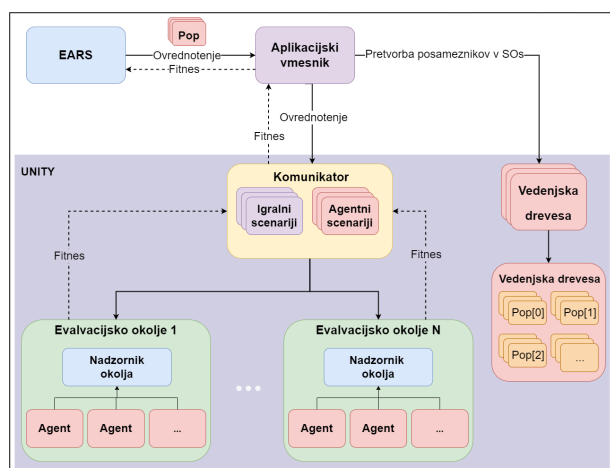 Pop
EARS
Ovrednotenje
Fitnes
Aplikacijski
vmesnik
Pretvorba posameznikov v SOs
Fitnes
Ovrednotenje
UNITY
Komunikator
Igralni
scenariji
Agentni
scenariji
Vedenjska
drevesa
Fitnes
Fitnes
Vedenjska drevesa
Pop[0]
Pop[1]
Pop[2]
...
Evalvacijsko okolje 1
Nadzornik
okolja
Agent
Agent
...
Evalvacijsko okolje N
Nadzornik
okolja
Agent
Agent
...